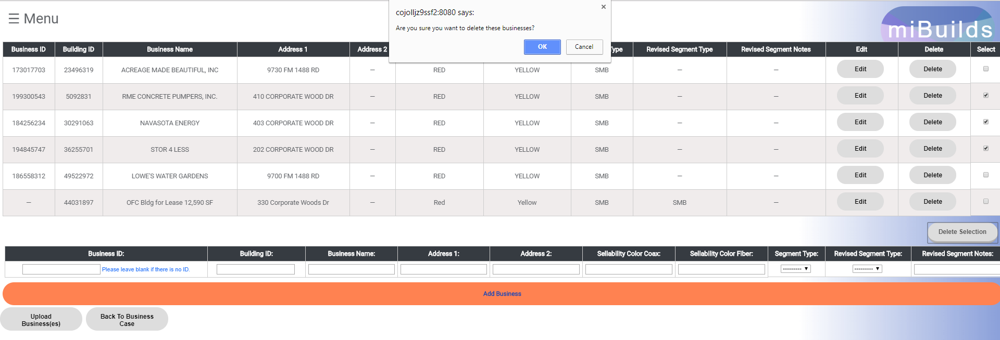 cojolljz9ssf2:8080 says:
Are you sure you want to delete these businesses?
OK Cancel
☰ Menu
miBuilds
Business ID Building ID Business Name Address 1 Address 2 ype Revised Segment Type Revised Segment Notes Edit Delete Select
173017703 23496319 ACREAGE MADE BEAUTIFUL, INC 9730 FM 1488 RD — RED YELLOW SMB — — Edit Delete
199300543 5092831 RME CONCRETE PUMPERS, INC. 410 CORPORATE WOOD DR — RED YELLOW SMB — — Edit Delete
184256234 30291063 NAVASOTA ENERGY 403 CORPORATE WOOD DR — RED YELLOW SMB — — Edit Delete
194845747 36255701 STOR 4 LESS 202 CORPORATE WOOD DR — RED YELLOW SMB — — Edit Delete
186558312 49522972 LOWE'S WATER GARDENS 9700 FM 1488 RD — RED YELLOW SMB — — Edit Delete
— 44031897 OFC Bldg for Lease 12,590 SF 330 Corporate Woods Dr — Red Yellow SMB SMB — Edit Delete
Delete Selection
Business ID: Building ID: Business Name: Address 1: Address 2: Sellability Color Coax: Sellability Color Fiber: Segment Type: Revised Segment Type: Revised Segment Notes:
Please leave blank if there is no ID. --------- ---------
Add Business
Upload
Business(es)
Back To Business
Case